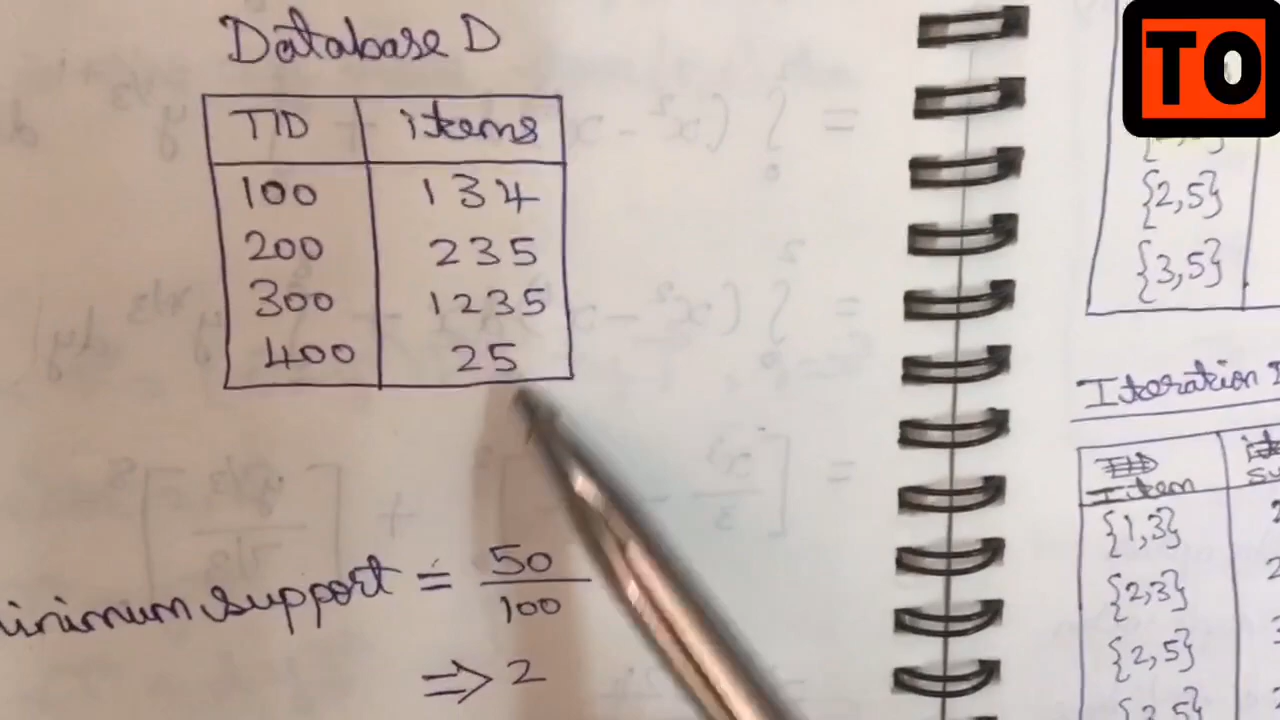 Database D
TID items
100 1 3 4
200 2 3 5
300 1 2 3 5
400 2 5
minimum support = 50
100
⇒ 2
TO
{2,5}
{3,5}
Iteration
Item
{1,3}
{2,3}
{2,5}